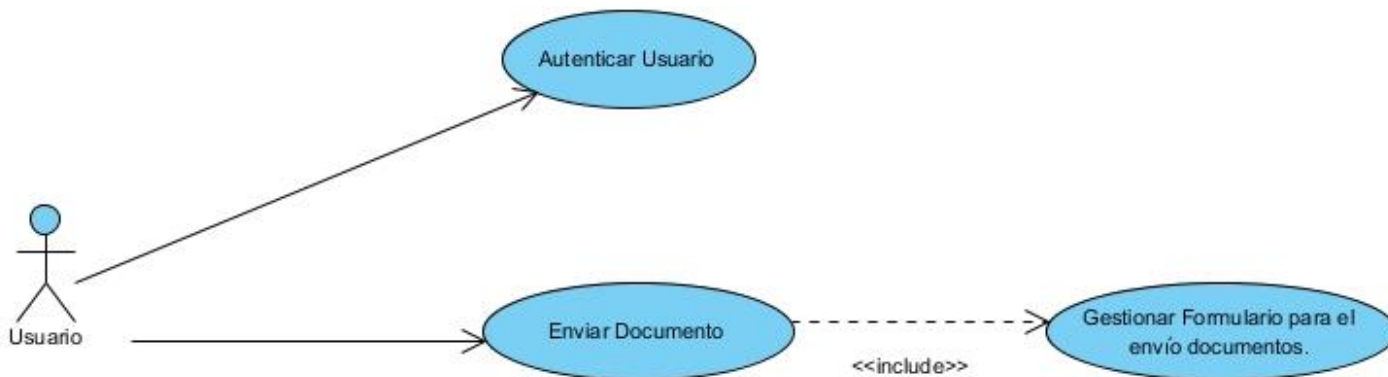 Autenticar Usuario
Usuario
Enviar Documento
<<include>>
Gestionar Formulario para el
envío documentos.